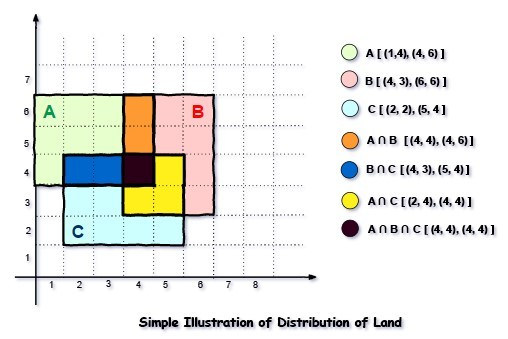 7
6
5
4
3
2
1
1 2 3 4 5 6 7 8
A
B
C
A [ (1,4), (4, 6) ]
B [ (4, 3), (6, 6) ]
C [ (2, 2), (5, 4 ]
A ∩ B [ (4, 4), (4, 6) ]
B ∩ C [ (4, 3), (5, 4) ]
A ∩ C [ (2, 4), (4, 4) ]
A ∩ B ∩ C [ (4, 4), (4, 4) ]
Simple Illustration of Distribution of Land